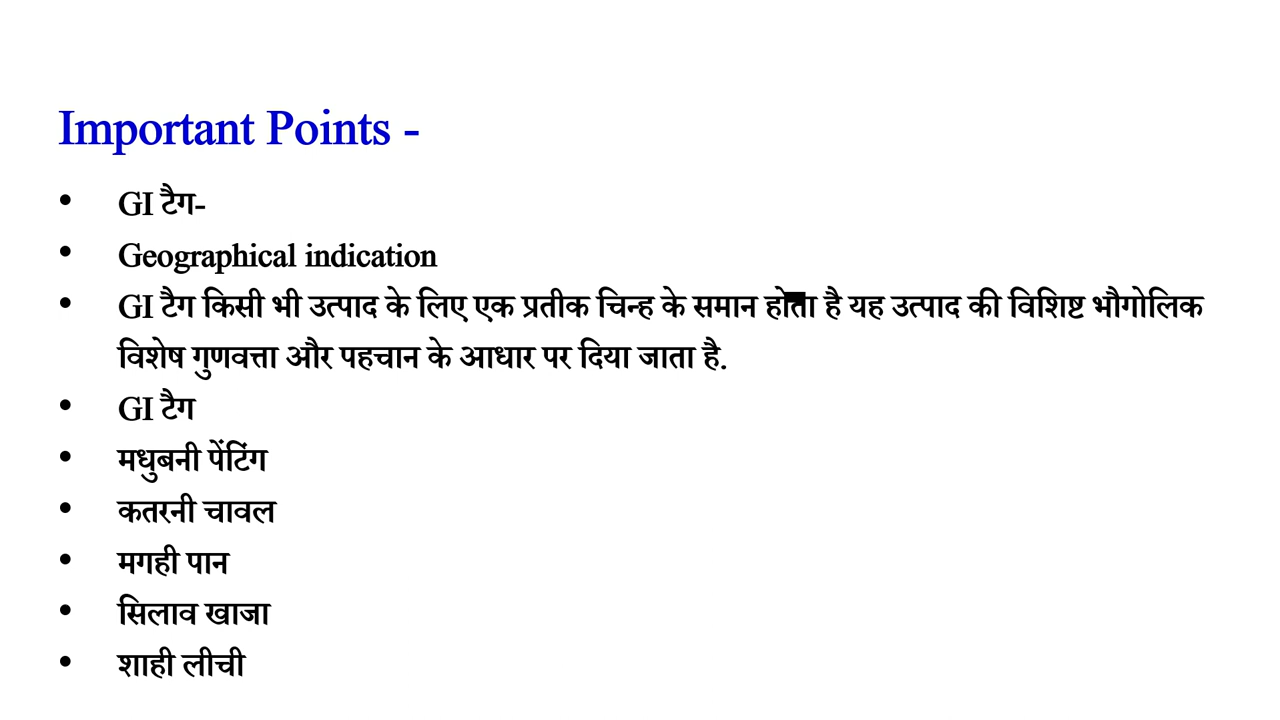 Important Points -
• GI टैग-
• Geographical indication
• GI टैग किसी भी उत्पाद के लिए एक प्रतीक चिन्ह के समान होता है यह उत्पाद की विशिष्ट भौगोलिक
विशेष गुणवत्ता और पहचान के आधार पर दिया जाता है.
• GI टैग
• मधुबनी पेंटिंग
• कतरनी चावल
• मगही पान
• सिलाव खाजा
• शाही लीची